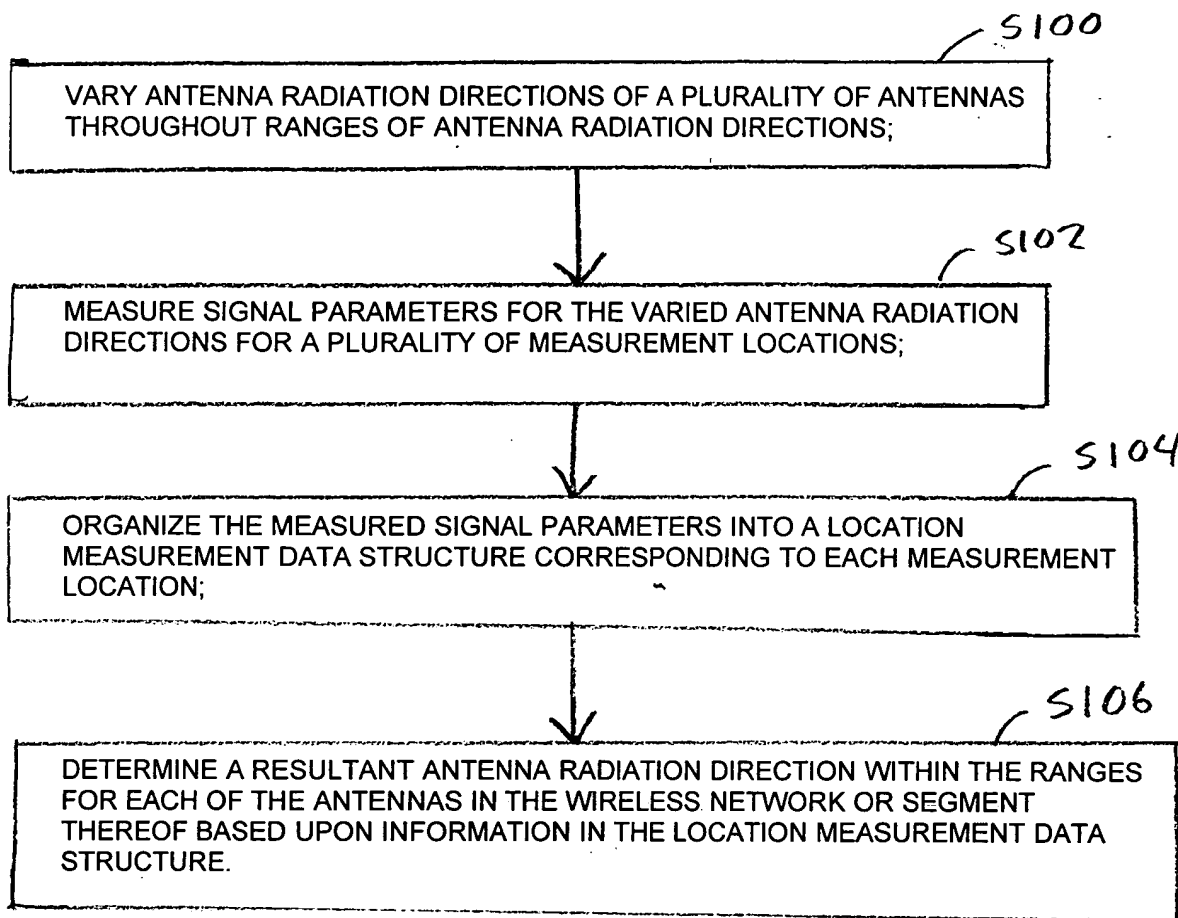 S100
VARY ANTENNA RADIATION DIRECTIONS OF A PLURALITY OF ANTENNAS
THROUGHOUT RANGES OF ANTENNA RADIATION DIRECTIONS;
S102
MEASURE SIGNAL PARAMETERS FOR THE VARIED ANTENNA RADIATION
DIRECTIONS FOR A PLURALITY OF MEASUREMENT LOCATIONS;
S104
ORGANIZE THE MEASURED SIGNAL PARAMETERS INTO A LOCATION
MEASUREMENT DATA STRUCTURE CORRESPONDING TO EACH MEASUREMENT
LOCATION;
S106
DETERMINE A RESULTANT ANTENNA RADIATION DIRECTION WITHIN THE RANGES
FOR EACH OF THE ANTENNAS IN THE WIRELESS NETWORK OR SEGMENT
THEREOF BASED UPON INFORMATION IN THE LOCATION MEASUREMENT DATA
STRUCTURE.